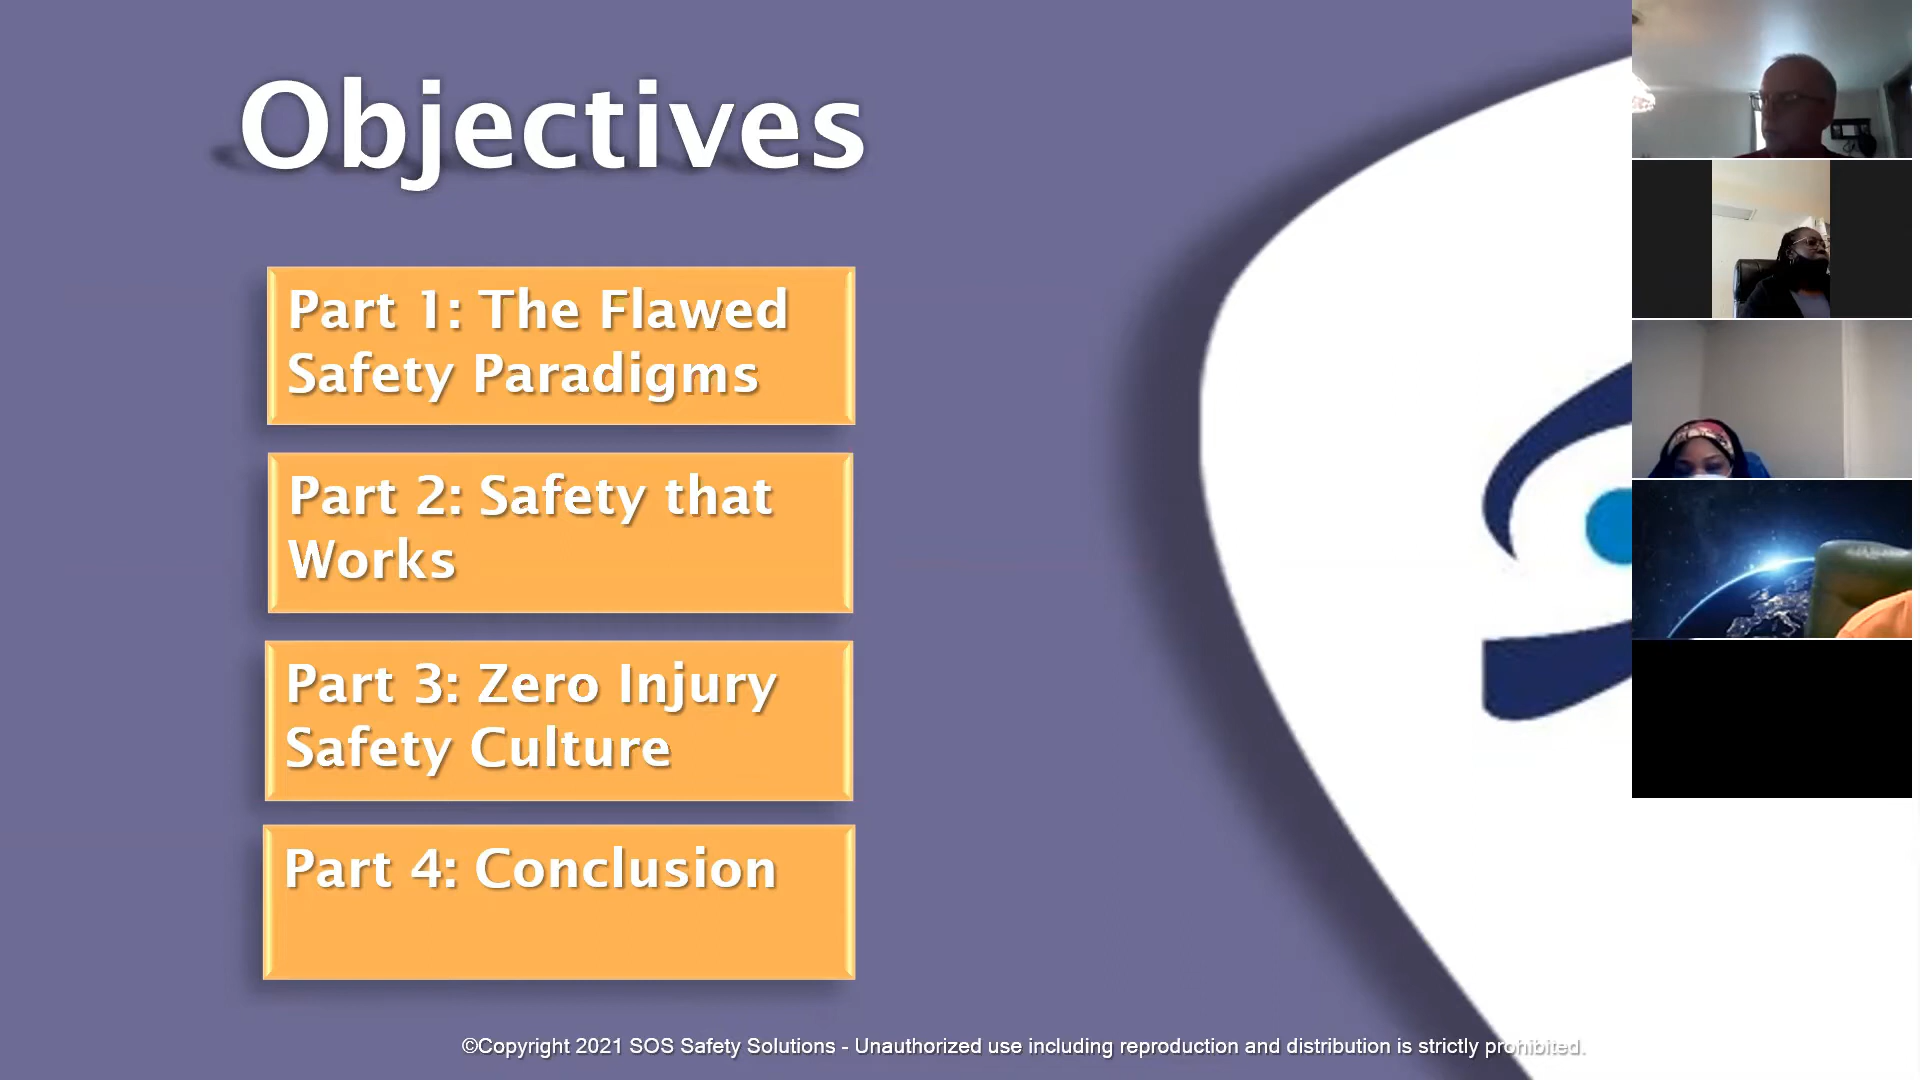 Objectives
Part 1: The Flawed
Safety Paradigms
Part 2: Safety that
Works
Part 3: Zero Injury
Safety Culture
Part 4: Conclusion
©Copyright 2021 SOS Safety Solutions - Unauthorized use including reproduction and distribution is strictly prohibited.